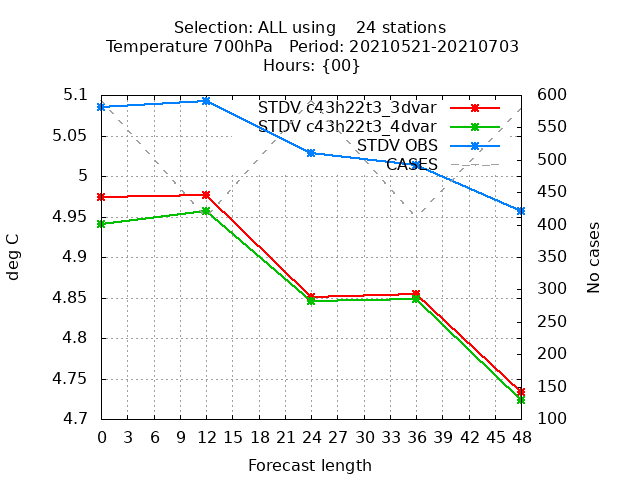 Selection: ALL using    24 stations
Temperature 700hPa   Period: 20210521-20210703
Hours: {00}
5.1
5.05
5
4.95
4.9
4.85
4.8
4.75
4.7
deg C
STDV c43h22t3_3dvar
STDV c43h22t3_4dvar
STDV OBS
CASES
600
550
500
450
400
350
300
250
200
150
100
No cases
0 3 6 9 12 15 18 21 24 27 30 33 36 39 42 45 48
Forecast length